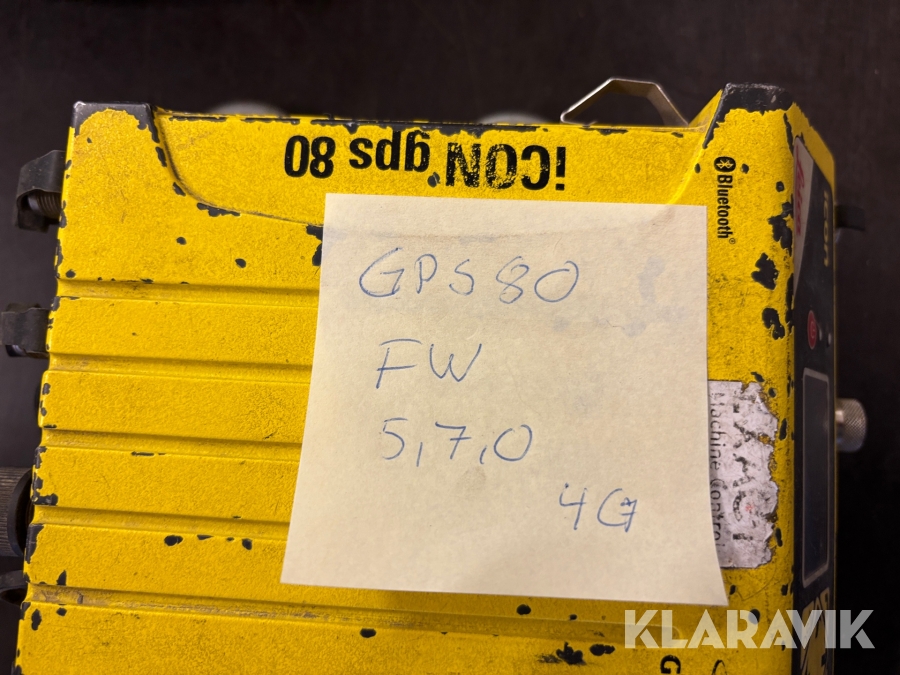 iCON gps 80
Bluetooth®
GPS 80
FW
5,7,0
4G
Machine Control
KLARAVIK